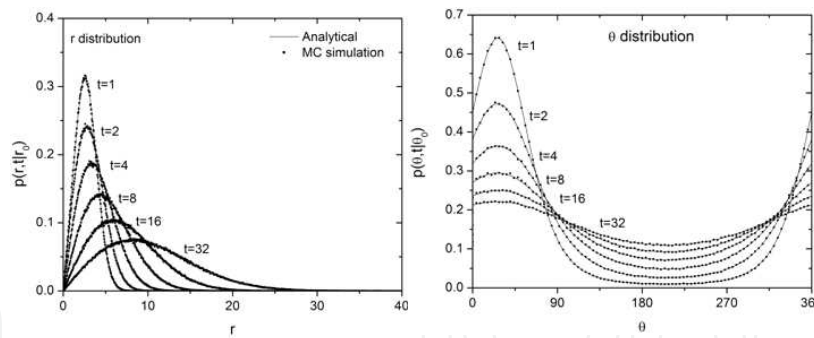 r distribution
Analytical
MC simulation
t=1
t=2
t=4
t=8
t=16
t=32
0.4
0.3
0.2
0.1
0.0
p(r,t|r₀)
0 10 20 30 40
r
θ distribution
t=1
t=2
t=4
t=8
t=16
t=32
0.7
0.6
0.5
0.4
0.3
0.2
0.1
0.0
p(θ,t|θ₀)
0 90 180 270 36
θ